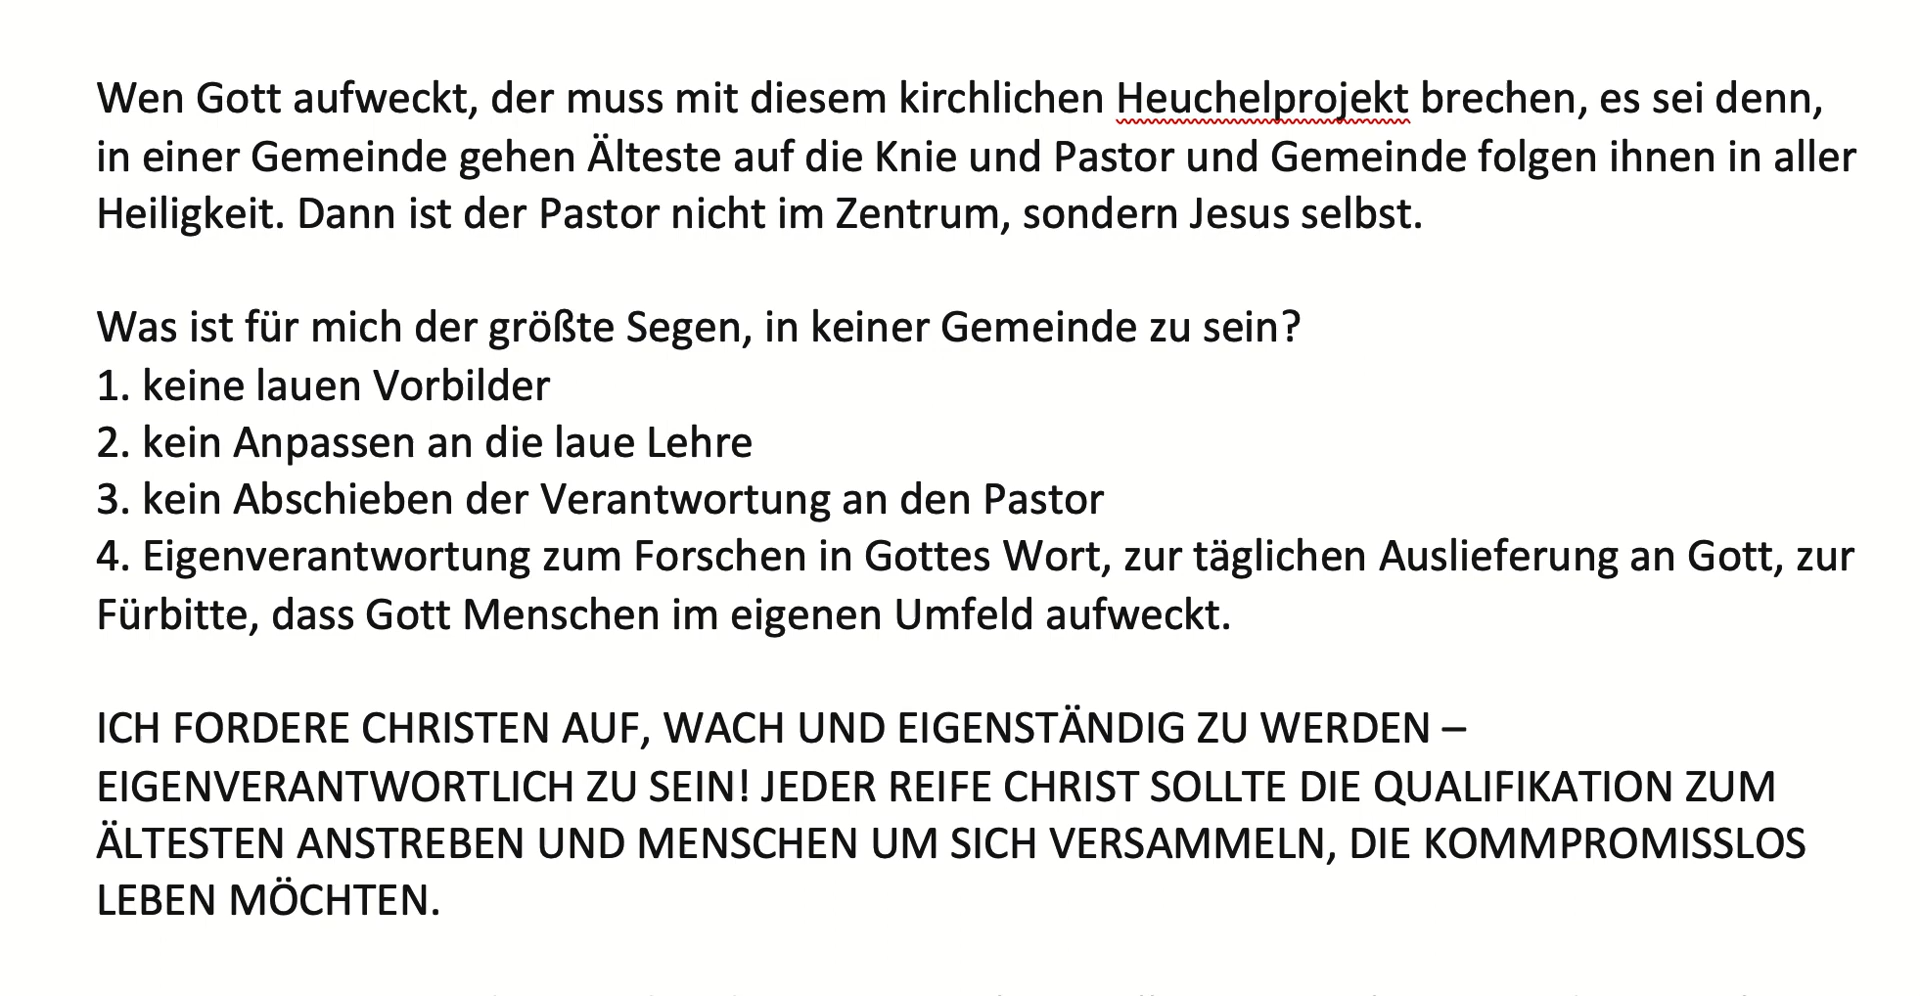 Wen Gott aufweckt, der muss mit diesem kirchlichen Heuchelprojekt brechen, es sei denn,
in einer Gemeinde gehen Älteste auf die Knie und Pastor und Gemeinde folgen ihnen in aller
Heiligkeit. Dann ist der Pastor nicht im Zentrum, sondern Jesus selbst.
Was ist für mich der größte Segen, in keiner Gemeinde zu sein?
1. keine lauen Vorbilder
2. kein Anpassen an die laue Lehre
3. kein Abschieben der Verantwortung an den Pastor
4. Eigenverantwortung zum Forschen in Gottes Wort, zur täglichen Auslieferung an Gott, zur
Fürbitte, dass Gott Menschen im eigenen Umfeld aufweckt.
ICH FORDERE CHRISTEN AUF, WACH UND EIGENSTÄNDIG ZU WERDEN –
EIGENVERANTWORTLICH ZU SEIN! JEDER REIFE CHRIST SOLLTE DIE QUALIFIKATION ZUM
ÄLTESTEN ANSTREBEN UND MENSCHEN UM SICH VERSAMMELN, DIE KOMMPROMISSLOS
LEBEN MÖCHTEN.